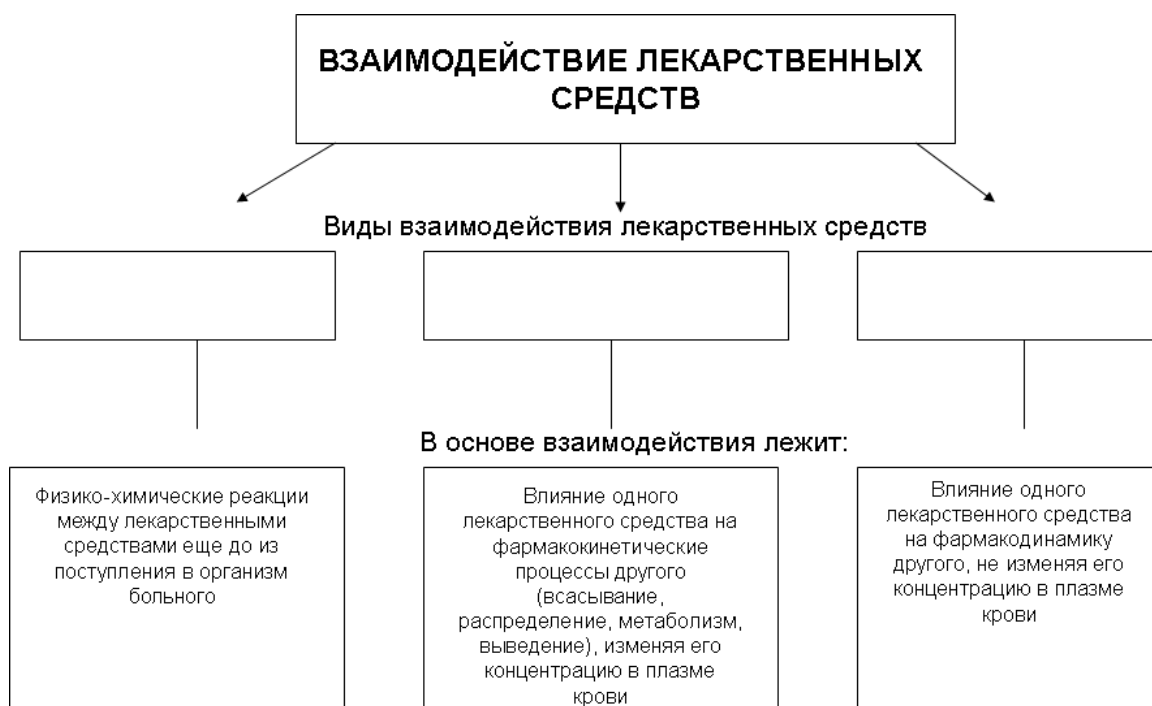 ВЗАИМОДЕЙСТВИЕ ЛЕКАРСТВЕННЫХ
СРЕДСТВ
Виды взаимодействия лекарственных средств
В основе взаимодействия лежит:
Физико-химические реакции
между лекарственными
средствами еще до из
поступления в организм
больного
Влияние одного
лекарственного средства на
фармакокинетические
процессы другого
(всасывание,
распределение, метаболизм,
выведение), изменяя его
концентрацию в плазме
крови
Влияние одного
лекарственного средства
на фармакодинамику
другого, не изменяя его
концентрацию в плазме
крови